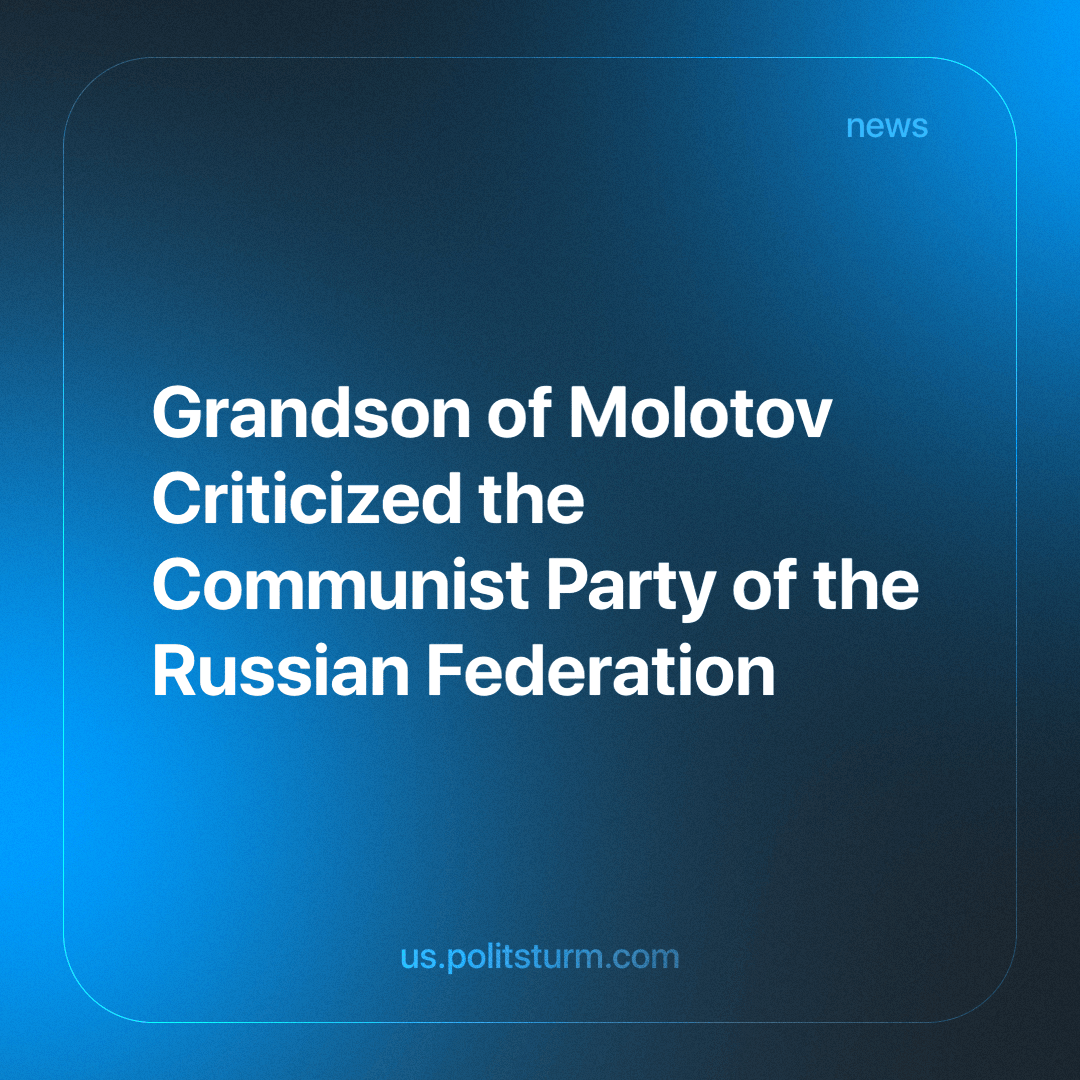 news
Grandson of Molotov
Criticized the
Communist Party of the
Russian Federation
us.politsturm.com